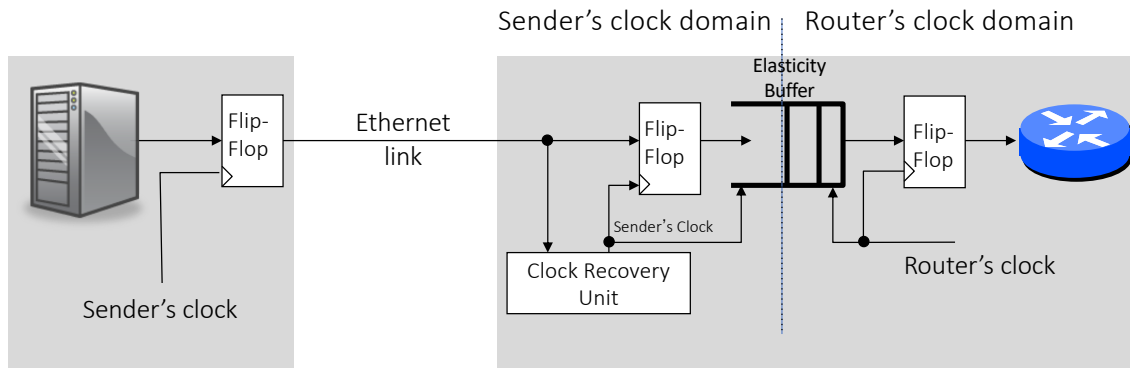 Sender’s clock domain
Router’s clock domain
Elasticity
Buffer
Flip-
Flop
Ethernet
link
Flip-
Flop
Flip-
Flop
Sender’s Clock
Clock Recovery
Unit
Router’s clock
Sender’s clock